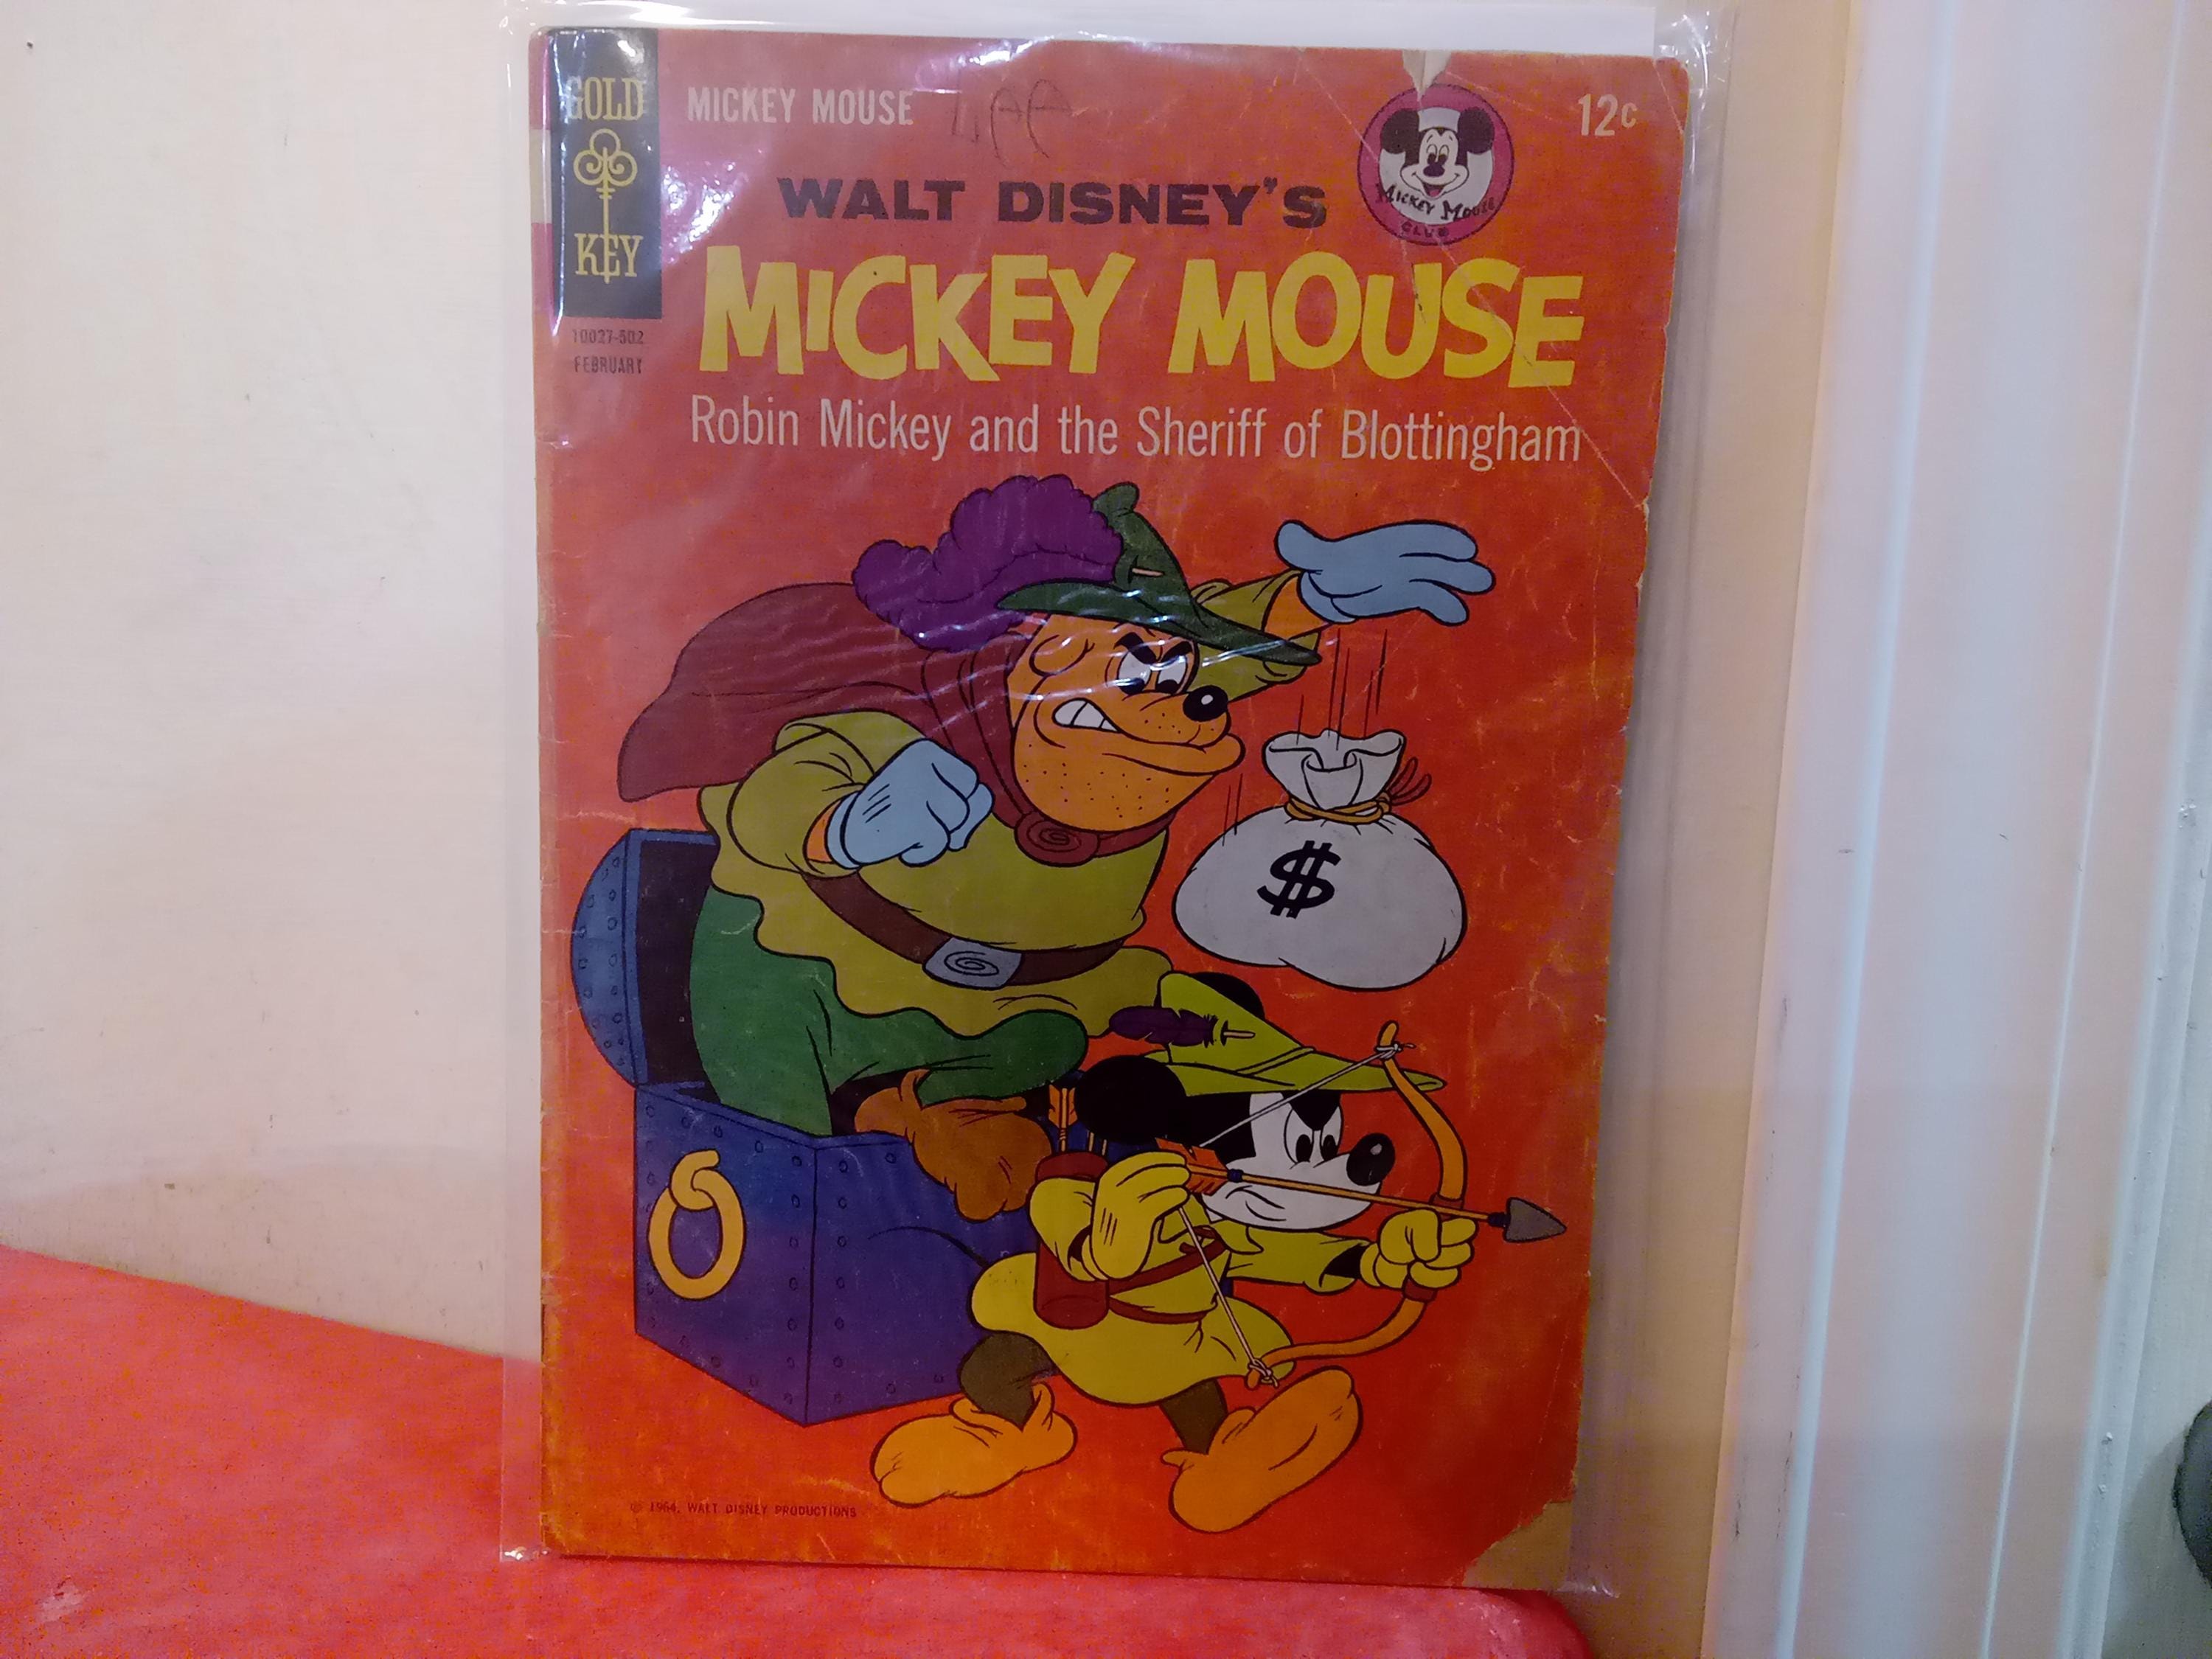 GOLD
KEY
10027-502
FEBRUARY
MICKEY MOUSE
12c
WALT DISNEY'S
MICKEY MOUSE
CLUB
MICKEY MOUSE
Robin Mickey and the Sheriff of Blottingham
$
© 1964, WALT DISNEY PRODUCTIONS